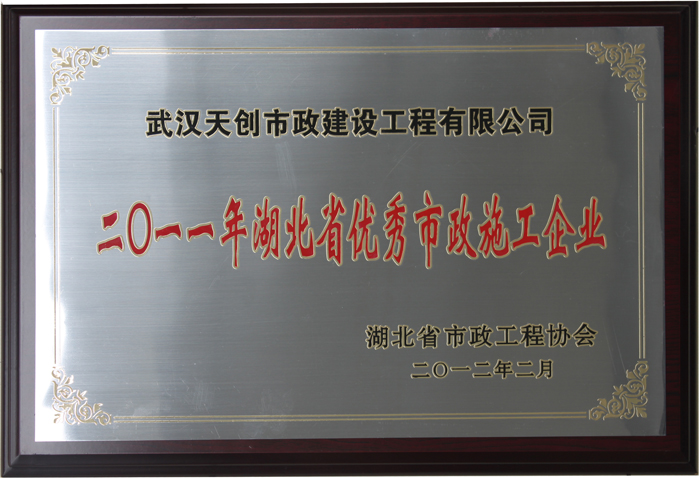 武汉天创市政建设工程有限公司
二〇一一年湖北省优秀市政施工企业
湖北省市政工程协会
二〇一二年二月